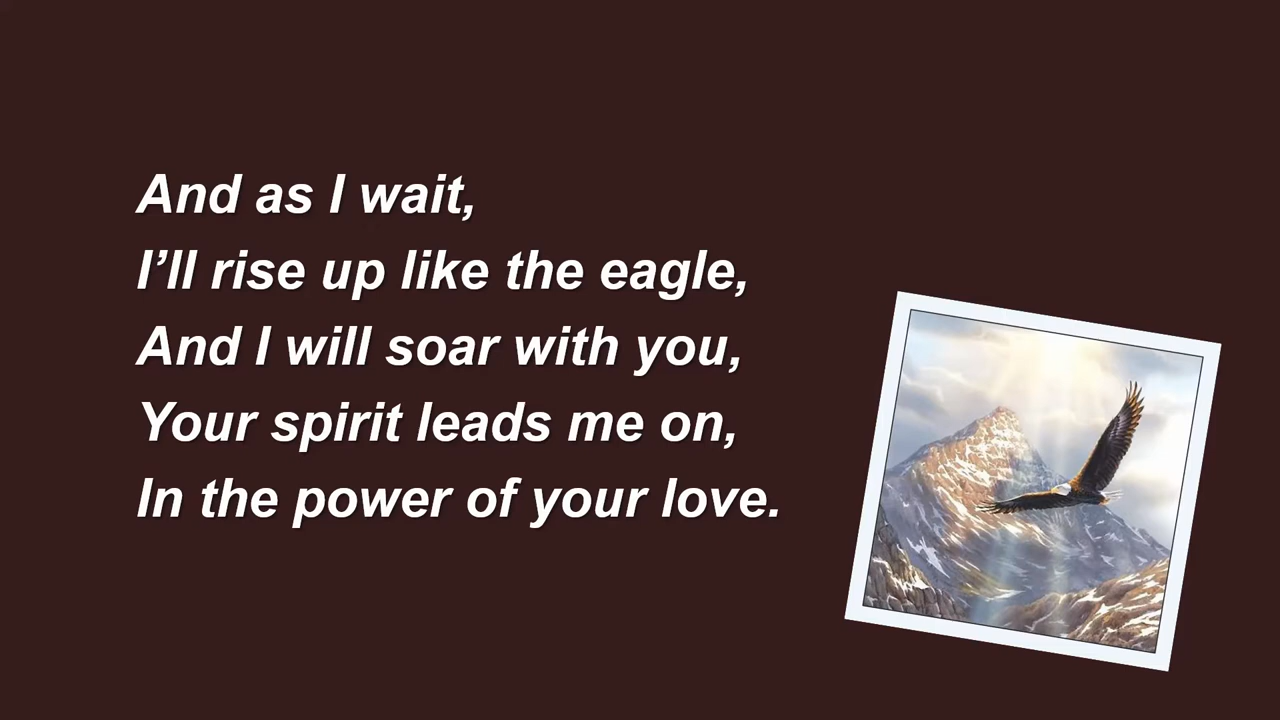 And as I wait,
I’ll rise up like the eagle,
And I will soar with you,
Your spirit leads me on,
In the power of your love.